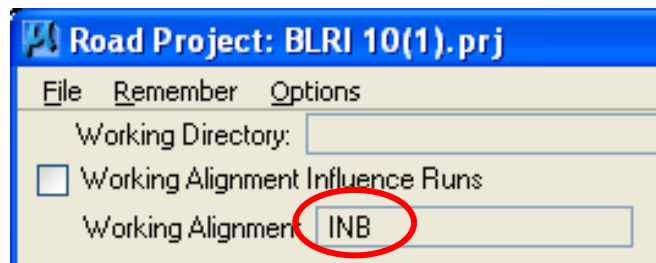 Road Project: BLRI 10(1).prj
File Remember Options
Working Directory:
Working Alignment Influence Runs
Working Alignment: INB